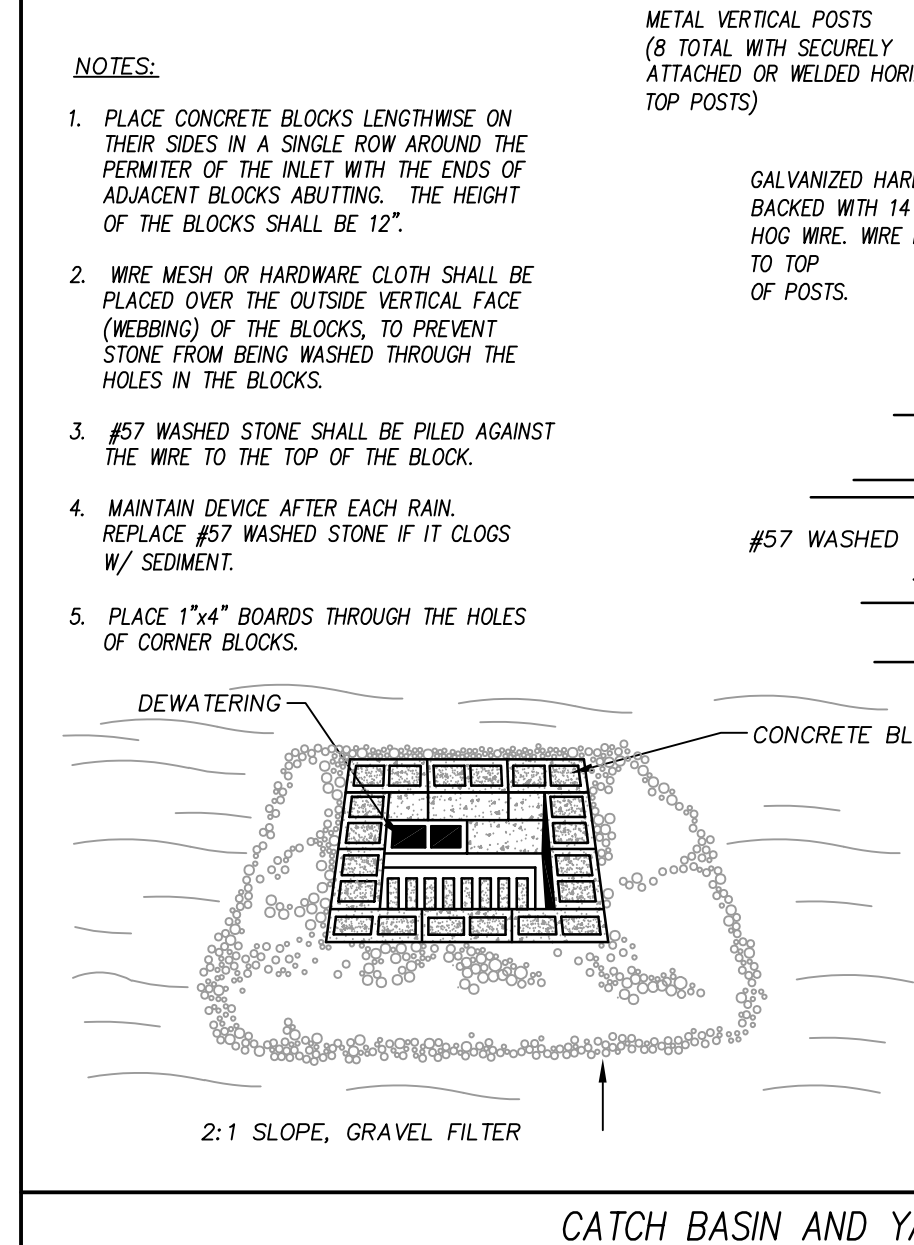 METAL VERTICAL POSTS
(8 TOTAL WITH SECURELY
ATTACHED OR WELDED
TOP POSTS)
NOTES:
1. PLACE CONCRETE BLOCKS LENGTHWISE ON
THEIR SIDES IN A SINGLE ROW AROUND THE
PERMITER OF THE INLET WITH THE ENDS OF
ADJACENT BLOCKS ABUTTING. THE HEIGHT
OF THE BLOCKS SHALL BE 12".
2. WIRE MESH OR HARDWARE CLOTH SHALL BE
PLACED OVER THE OUTSIDE VERTICAL FACE
(WEBBING) OF THE BLOCKS, TO PREVENT
STONE FROM BEING WASHED THROUGH THE
HOLES IN THE BLOCKS.
3. #57 WASHED STONE SHALL BE PILED AGAINST
THE WIRE TO THE TOP OF THE BLOCK.
4. MAINTAIN DEVICE AFTER EACH RAIN.
REPLACE #57 WASHED STONE IF IT CLOGS
W/ SEDIMENT.
5. PLACE 1"x4" BOARDS THROUGH THE HOLES
OF CORNER BLOCKS.
GALVANIZED
BACKED WITH 14
HOG WIRE. WIRE
TO TOP
OF POSTS.
#57 WASHED
DEWATERING
CONCRETE BL
2:1 SLOPE, GRAVEL FILTER
CATCH BASIN AND